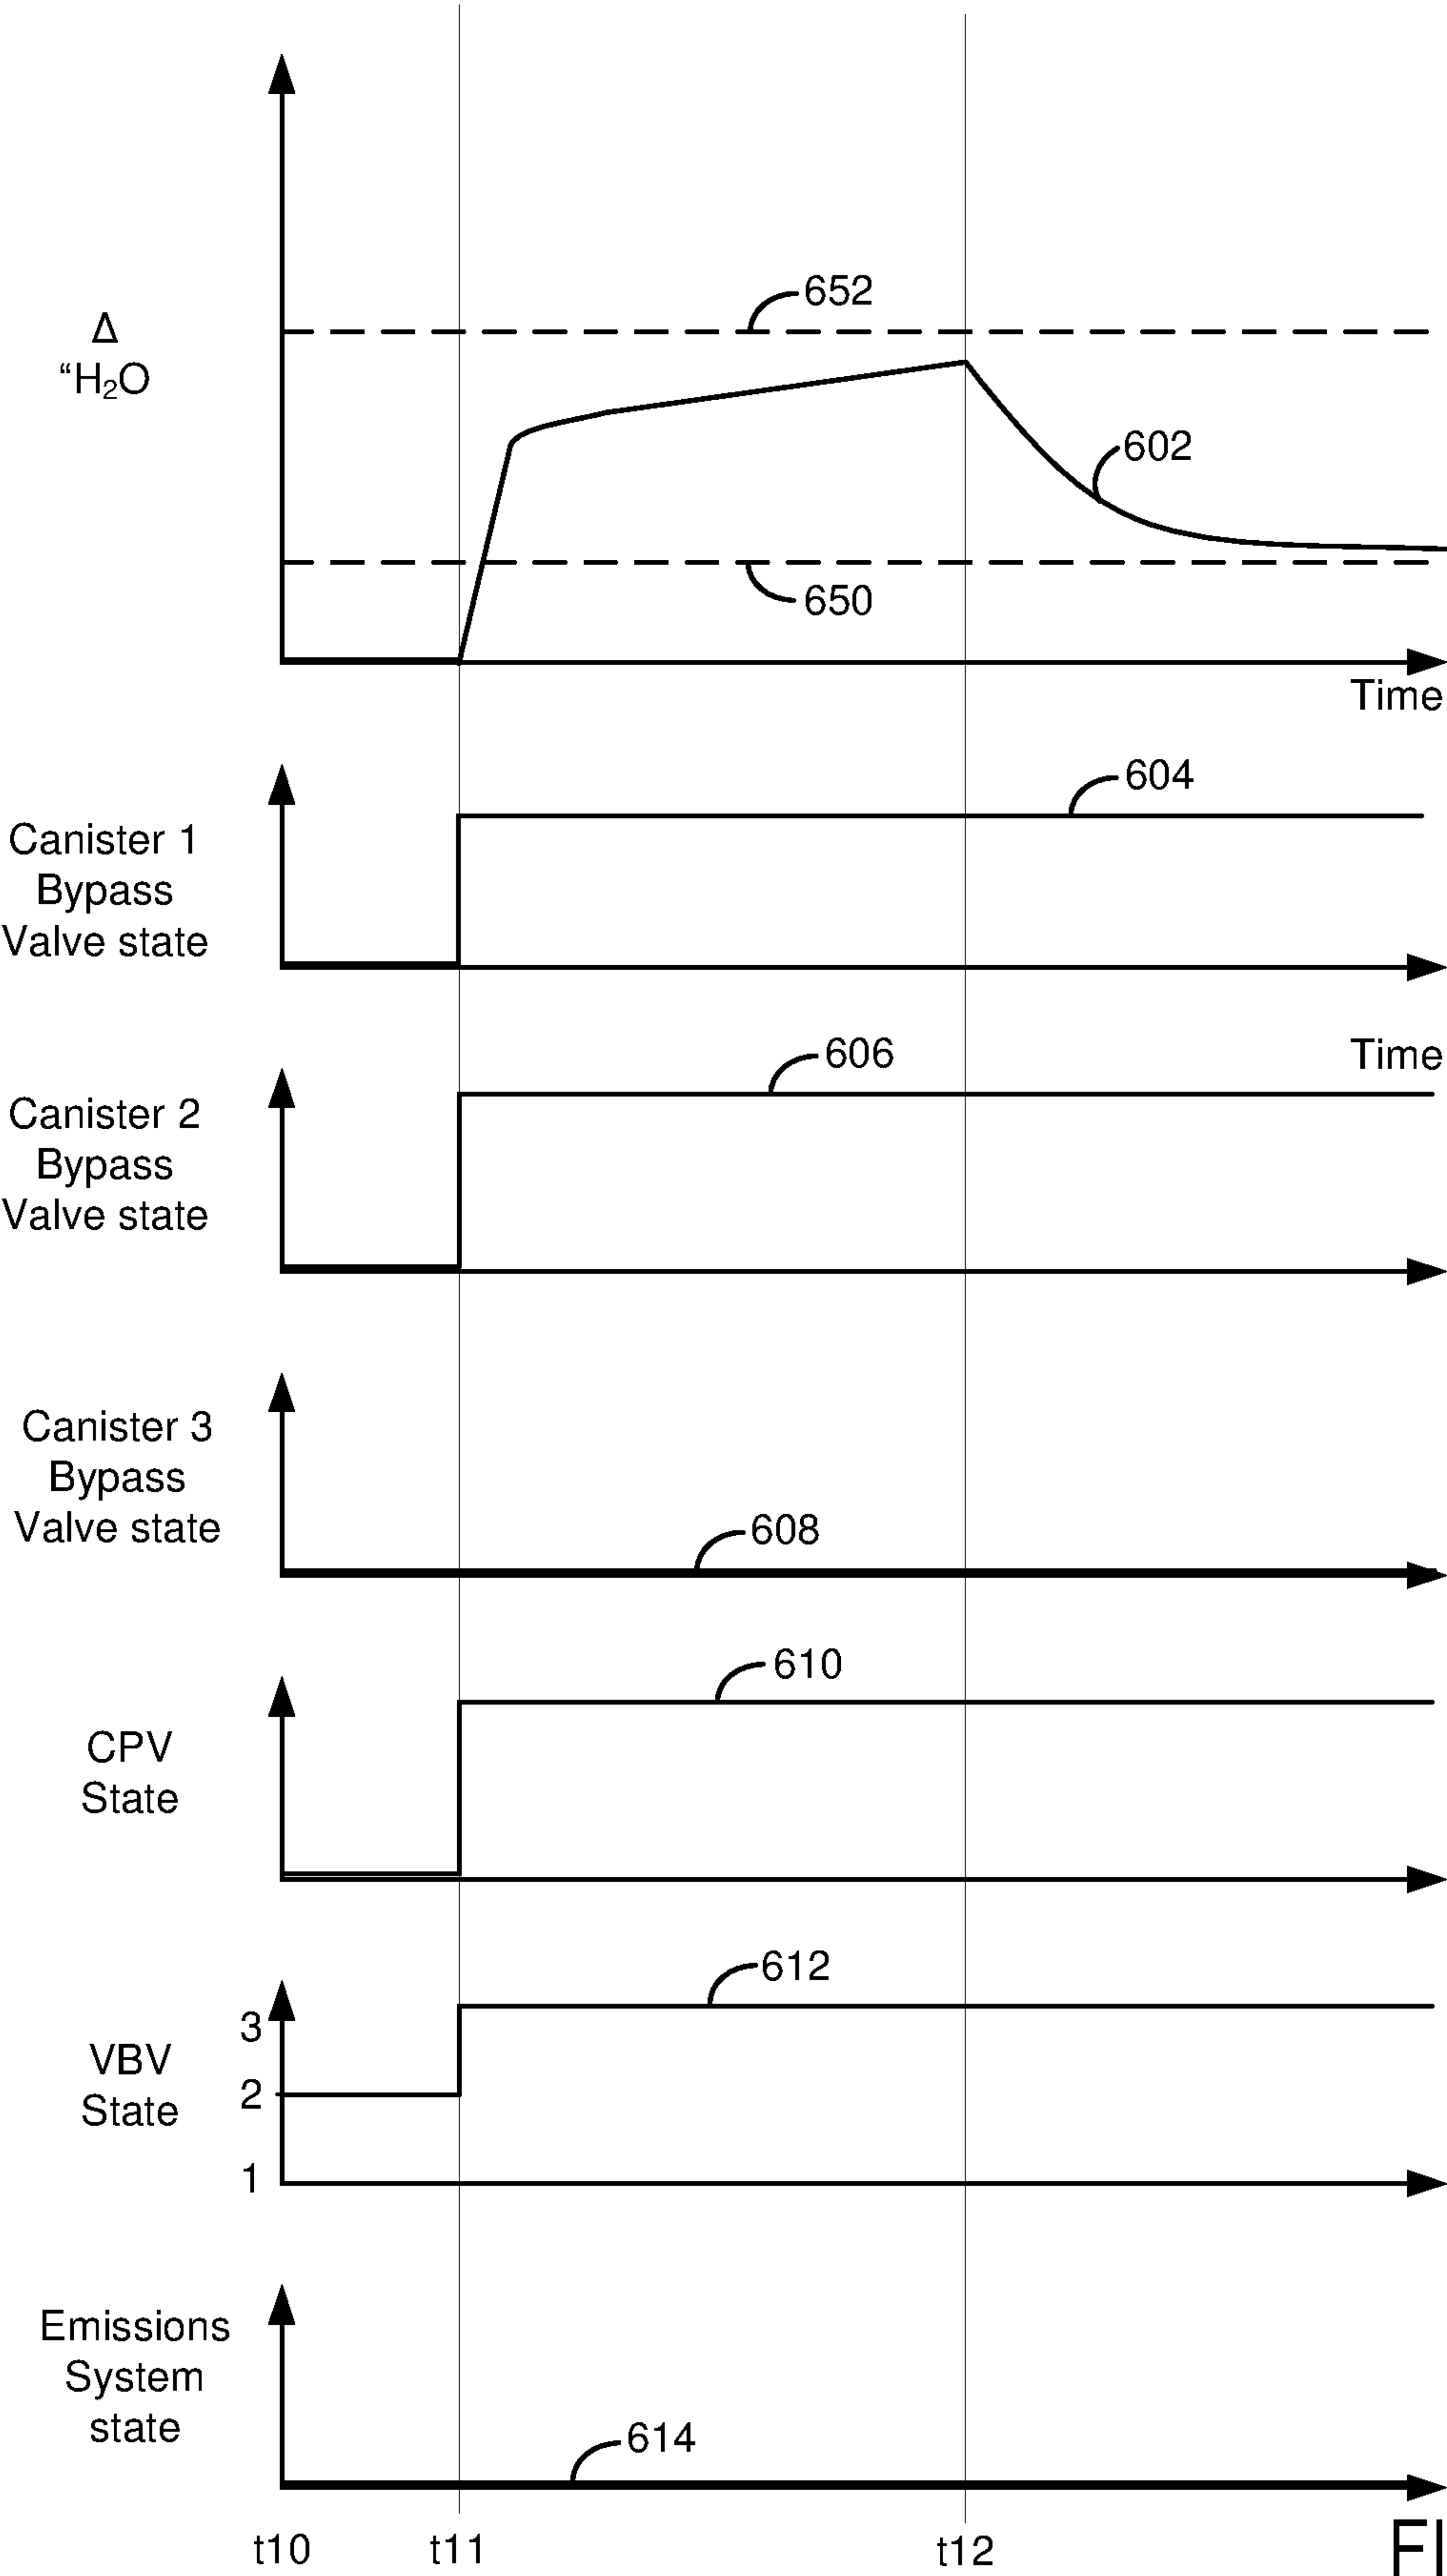 652
Δ
“H₂O
602
650
Time
604
Canister 1
Bypass
Valve state
606
Time
Canister 2
Bypass
Valve state
Canister 3
Bypass
Valve state
608
610
CPV
State
612
3
VBV
2
State
1
Emissions
System
state
614
t10
t11
t12
FI